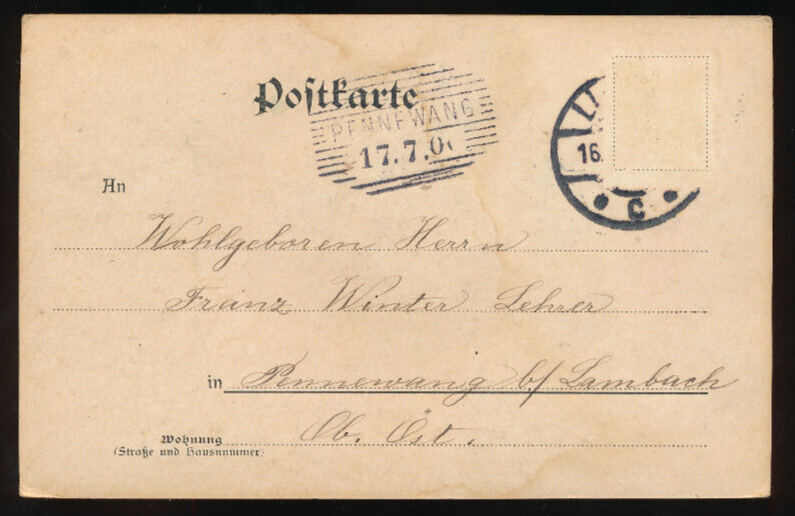 Postkarte
PENNEWANG
17.7.0
16.
C
An
Wohlgeboren Herrn
Franz Winter Lehrer
in Pennewang b/ Lambach
Ob. Öst.
Wohnung
(Straße und Hausnummer)